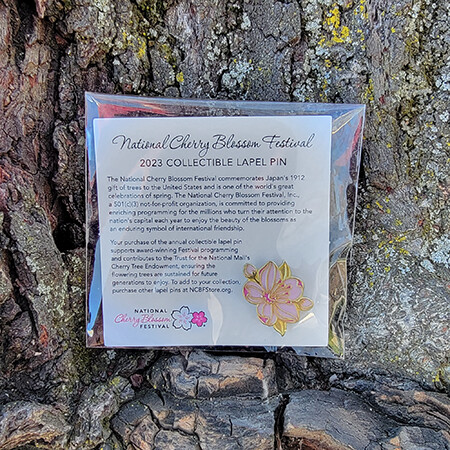 National Cherry Blossom Festival
2023 COLLECTIBLE LAPEL PIN
The National Cherry Blossom Festival commemorates Japan's 1912
gift of trees to the United States and is one of the world's great
celebrations of spring. The National Cherry Blossom Festival, Inc.,
a 501(c)(3) not-for-profit organization, is committed to providing
enriching programming for the millions who turn their attention to the
nation's capital each year to enjoy the beauty of the blossoms as
an enduring symbol of international friendship.
Your purchase of the annual collectible lapel pin
supports award-winning Festival programming
and contributes to the Trust for the National Mall's
Cherry Tree Endowment, ensuring the
flowering trees are sustained for future
generations to enjoy. To add to your collection,
purchase other lapel pins at NCBFStore.org.
NATIONAL
Cherry Blossom
FESTIVAL